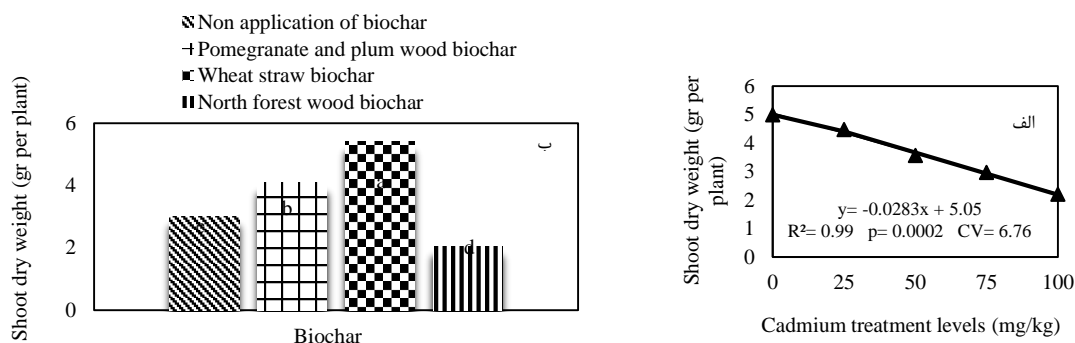 Non application of biochar
Pomegranate and plum wood biochar
Wheat straw biochar
North forest wood biochar
Shoot dry weight (gr per plant)
6
4
2
0
b
d
ب
Biochar
Shoot dry weight (gr per
plant)
6
5
4
3
2
1
0
الف
y= -0.0283x + 5.05
R²= 0.99 p= 0.0002 CV= 6.76
0 25 50 75 100
Cadmium treatment levels (mg/kg)